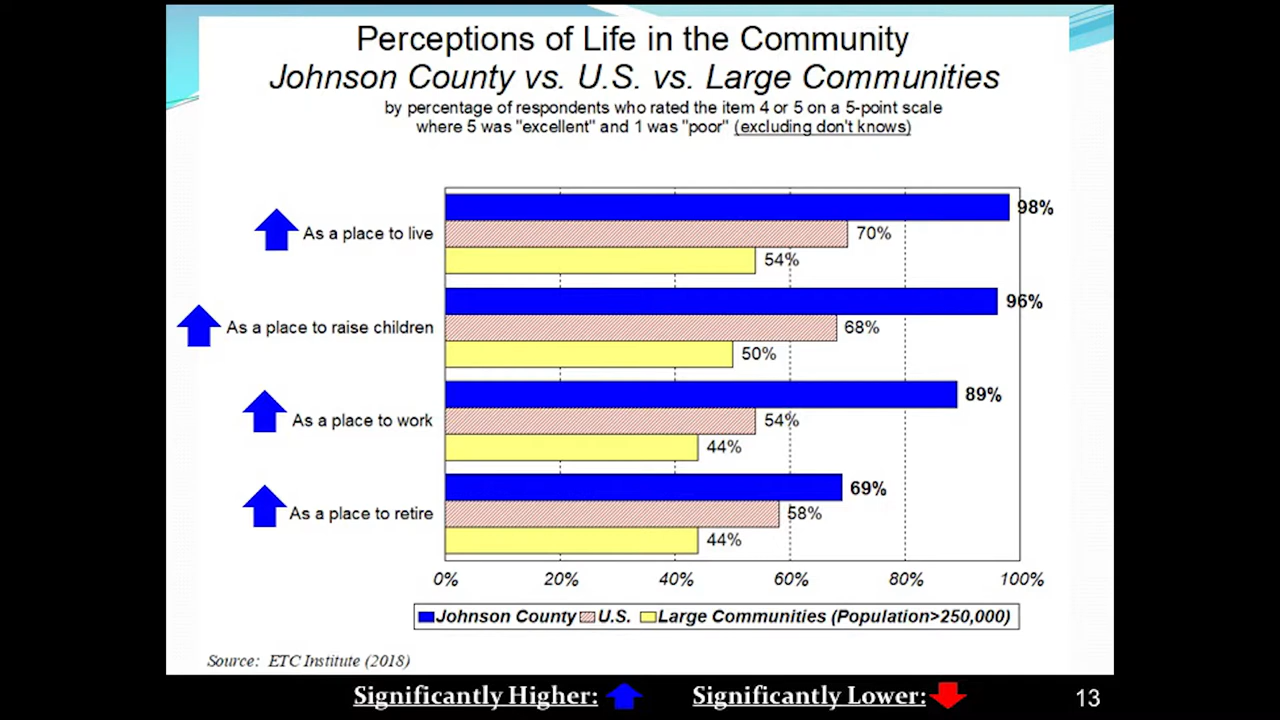 Perceptions of Life in the Community
Johnson County vs. U.S. vs. Large Communities
by percentage of respondents who rated the item 4 or 5 on a 5-point scale
where 5 was "excellent" and 1 was "poor" (excluding don't knows)
98%
As a place to live
70%
54%
96%
As a place to raise children
68%
50%
89%
As a place to work
54%
44%
69%
As a place to retire
58%
44%
0% 20% 40% 60% 80% 100%
Johnson County U.S. Large Communities (Population>250,000)
Source: ETC Institute (2018)
Significantly Higher: Significantly Lower: 13